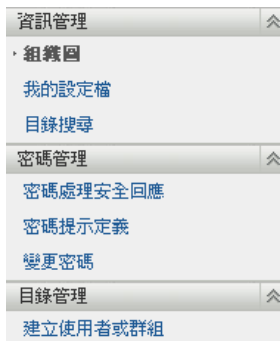 資訊管理
組織圖
我的設定檔
目錄搜尋
密碼管理
密碼處理安全回應
密碼提示定義
變更密碼
目錄管理
建立使用者或群組